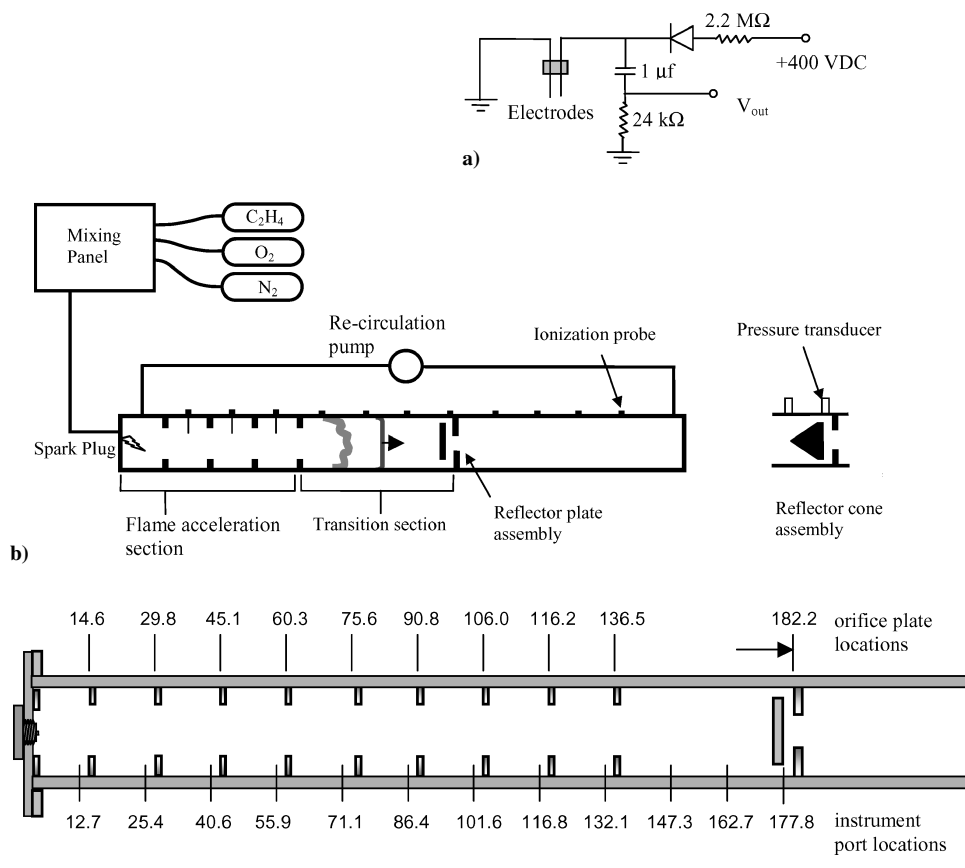 2.2 MΩ
+400 VDC
1 μf
Electrodes
V_out
24 kΩ
a)
Mixing
Panel
C₂H₄
O₂
N₂
Re-circulation
pump
Ionization probe
Pressure transducer
Spark Plug
Flame acceleration
section
Transition section
Reflector plate
assembly
Reflector cone
assembly
b)
14.6 29.8 45.1 60.3 75.6 90.8 106.0 116.2 136.5 182.2 orifice plate
locations
12.7 25.4 40.6 55.9 71.1 86.4 101.6 116.8 132.1 147.3 162.7 177.8 instrument
port locations